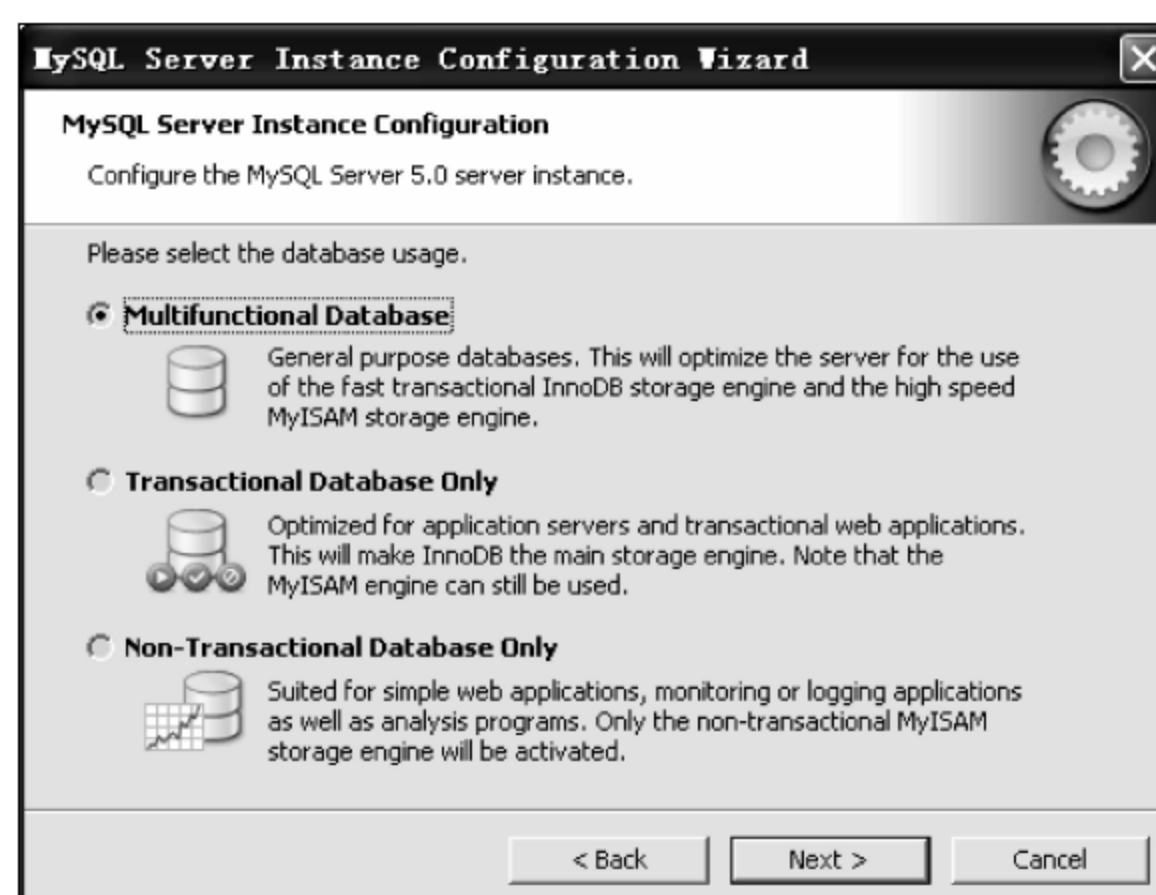 MySQL Server Instance Configuration Wizard
MySQL Server Instance Configuration
Configure the MySQL Server 5.0 server instance.
Please select the database usage.
Multifunctional Database
General purpose databases. This will optimize the server for the use
of the fast transactional InnoDB storage engine and the high speed
MyISAM storage engine.
Transactional Database Only
Optimized for application servers and transactional web applications.
This will make InnoDB the main storage engine. Note that the
MyISAM engine can still be used.
Non-Transactional Database Only
Suited for simple web applications, monitoring or logging applications
as well as analysis programs. Only the non-transactional MyISAM
storage engine will be activated.
< Back
Next >
Cancel